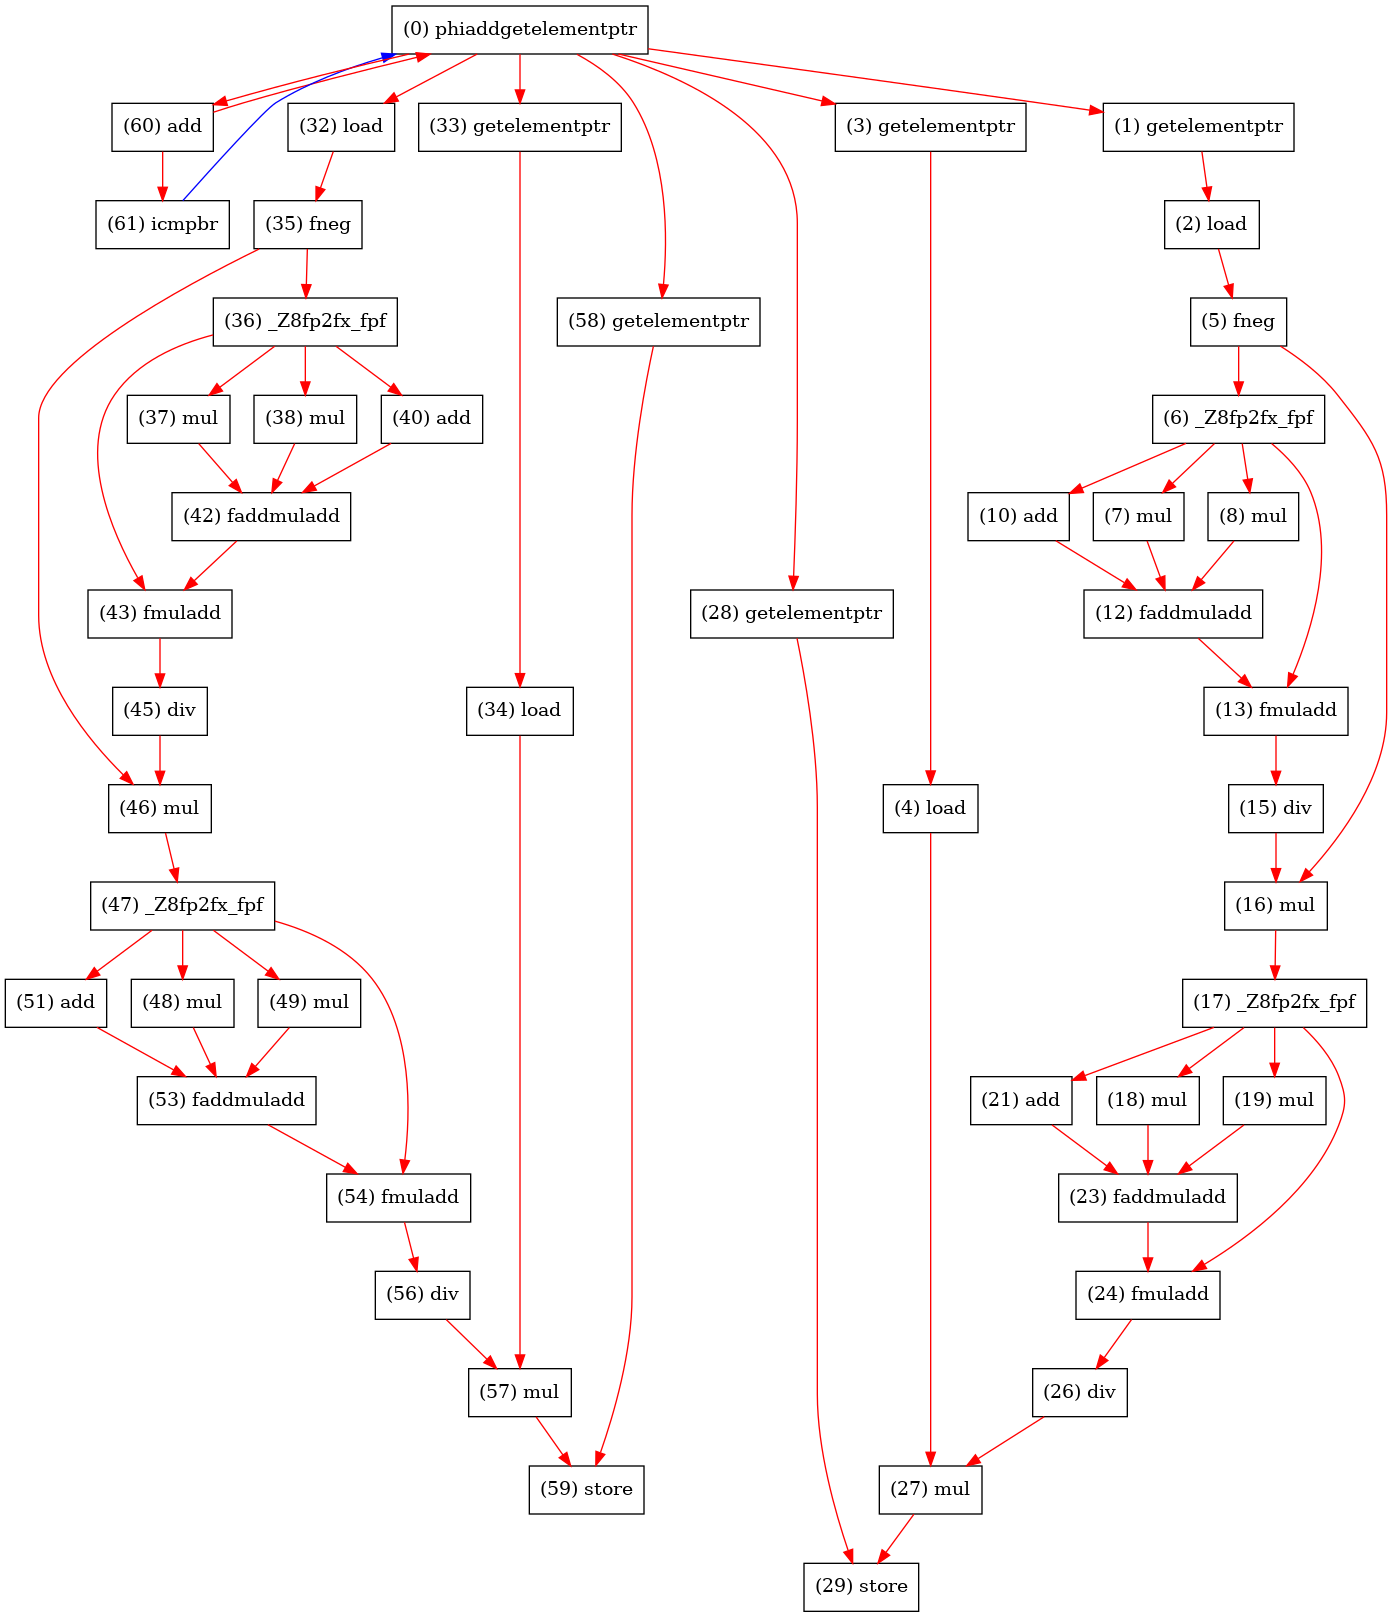 (0) phiaddgetelementptr
(60) add
(32) load
(33) getelementptr
(3) getelementptr
(1) getelementptr
(61) icmpbr
(35) fneg
(2) load
(36) _Z8fp2fx_fpf
(58) getelementptr
(5) fneg
(37) mul
(38) mul
(40) add
(6) _Z8fp2fx_fpf
(42) faddmuladd
(10) add
(7) mul
(8) mul
(43) fmuladd
(28) getelementptr
(12) faddmuladd
(45) div
(34) load
(13) fmuladd
(46) mul
(4) load
(15) div
(47) _Z8fp2fx_fpf
(16) mul
(51) add
(48) mul
(49) mul
(17) _Z8fp2fx_fpf
(53) faddmuladd
(21) add
(18) mul
(19) mul
(54) fmuladd
(23) faddmuladd
(56) div
(24) fmuladd
(57) mul
(26) div
(59) store
(27) mul
(29) store